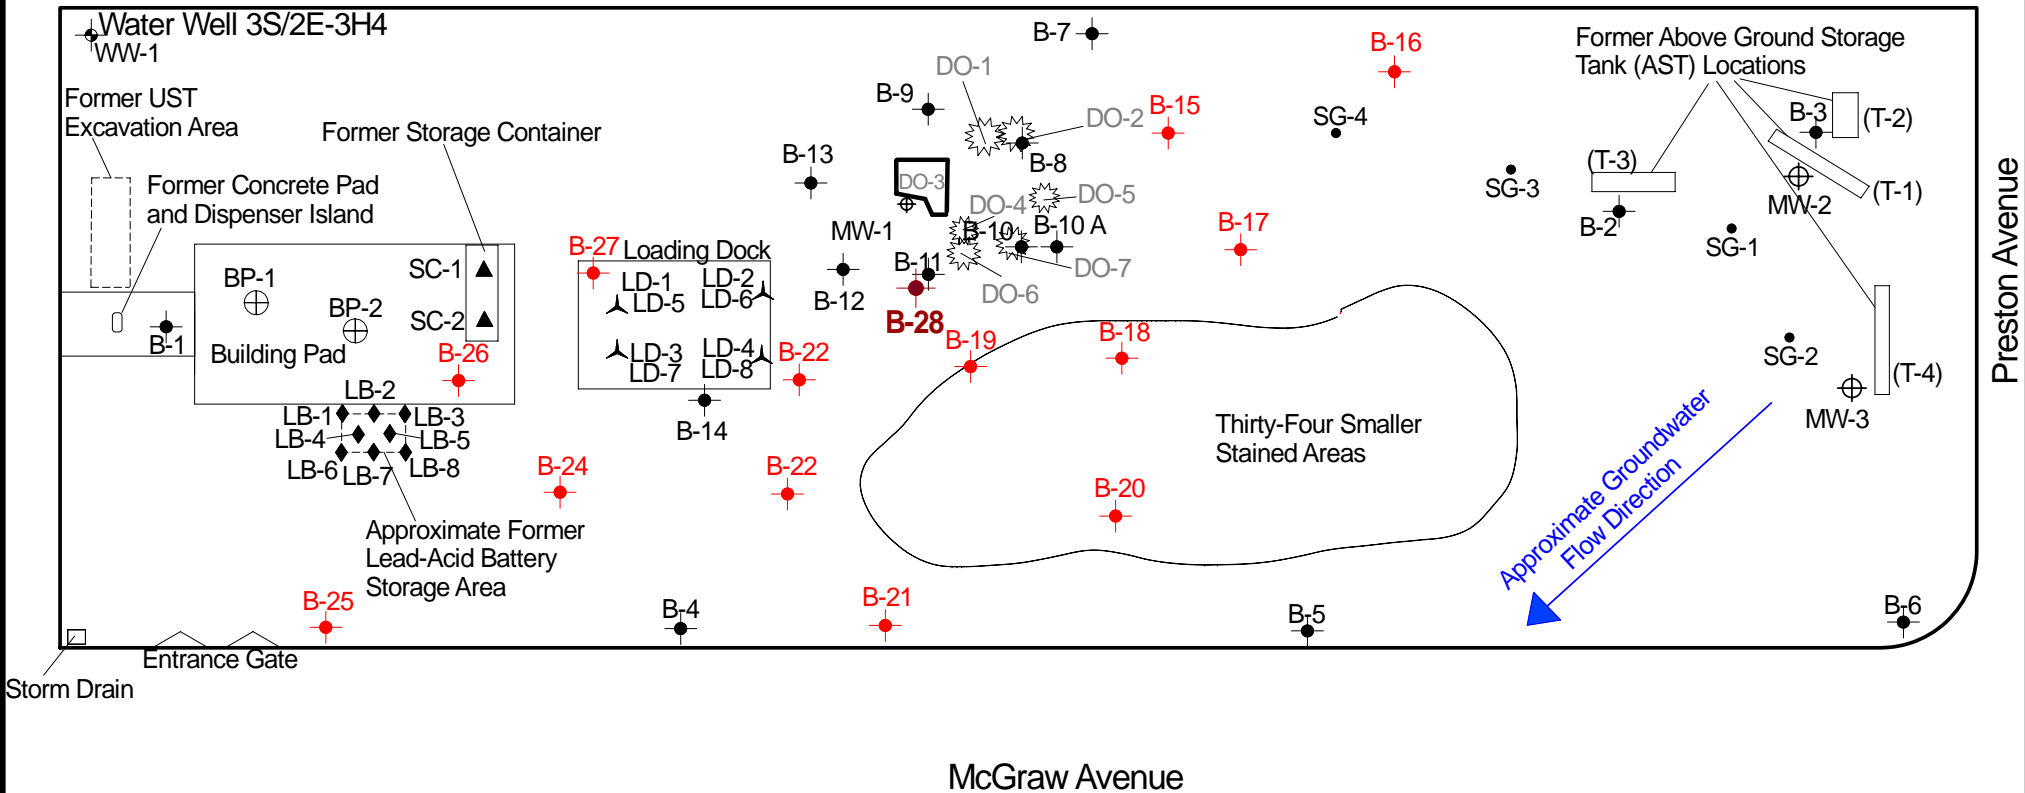 Water Well 3S/2E-3H4
WW-1
Former UST
Excavation Area
Former Storage Container
Former Concrete Pad
and Dispenser Island
B-7
DO-1
B-9
DO-2
B-15
B-16
SG-4
Former Above Ground Storage
Tank (AST) Locations
B-3
(T-2)
B-13
B-8
(T-3)
DO-3
DO-5
SG-3
(T-1)
DO-4
MW-2
MW-1
B-10
B-10 A
B-17
B-2
SG-1
B-27
Loading Dock
SC-1
BP-1
LD-1
LD-5
LD-2
LD-6
B-11
DO-7
B-12
DO-6
BP-2
SC-2
B-28
B-1
Building Pad
B-26
LD-3
LD-7
LD-4
LD-8
B-22
B-19
B-18
SG-2
(T-4)
MW-3
Preston Avenue
LB-2
LB-1
LB-3
LB-4
LB-5
LB-6
LB-7
LB-8
B-14
Thirty-Four Smaller
Stained Areas
B-24
B-22
B-20
Approximate Groundwater
Flow Direction
Approximate Former
Lead-Acid Battery
Storage Area
B-25
B-4
B-21
B-5
B-6
Entrance Gate
Storm Drain
McGraw Avenue